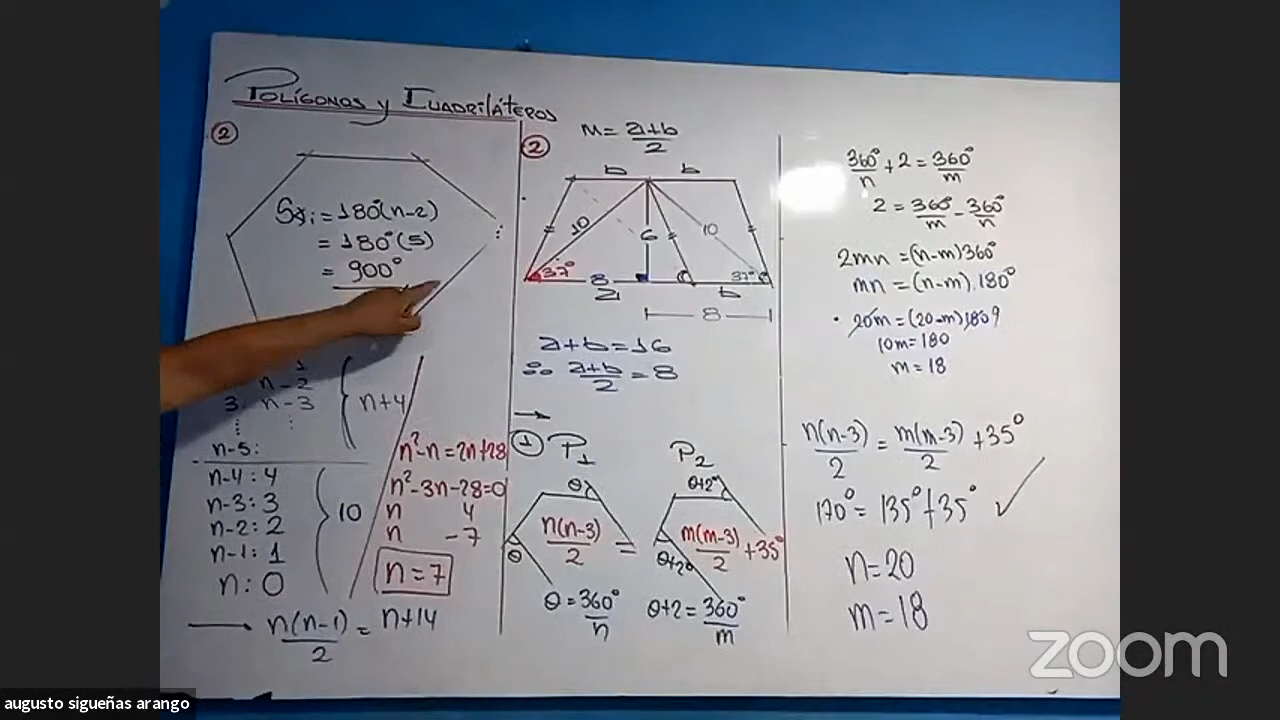 POLÍGONOS y CUADRILÁTEROS
2
S∢i = 180°(n-2)
= 180°(5)
= 900°
1
n-2
3: n-3
⋮ ⋮
n-5:
n+4
n-4: 4
n-3: 3
n-2: 2
n-1: 1
n: 0
10
n(n-1)/2 = n+14
n²-n=2n+28
n²-3n-28=0
n 4
n -7
n=7
2
M = a+b/2
b b
10 6 10
37° 8 37°
a b
8
a+b=16
∴ a+b/2 = 8
1 P1 P2
θ θ+2°
n(n-3)/2 = m(m-3)/2 +35°
θ θ+2°
θ = 360°/n θ+2 = 360°/m
360°/n + 2 = 360°/m
2 = 360°/m - 360°/n
2mn = (n-m)360°
mn = (n-m).180°
20m = (20-m)180 9
10m = 180
m = 18
n(n-3)/2 = m(m-3)/2 +35°
170° = 135° + 35° ✓
n=20
m=18
zoom
augusto sigueñas arango